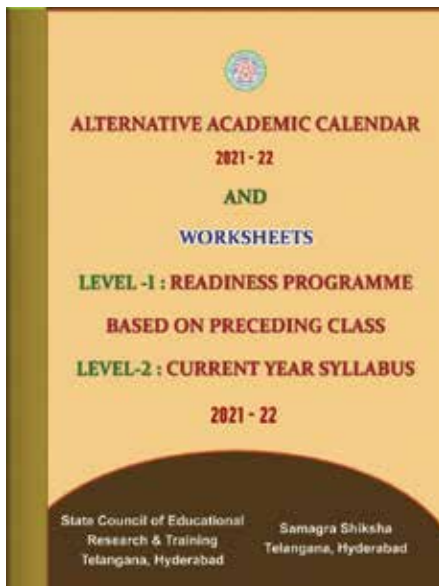 ALTERNATIVE ACADEMIC CALENDAR
2021 - 22
AND
WORKSHEETS
LEVEL -1 : READINESS PROGRAMME
BASED ON PRECEDING CLASS
LEVEL-2 : CURRENT YEAR SYLLABUS
2021 - 22
State Council of Educational
Research & Training
Telangana, Hyderabad
Samagra Shiksha
Telangana, Hyderabad